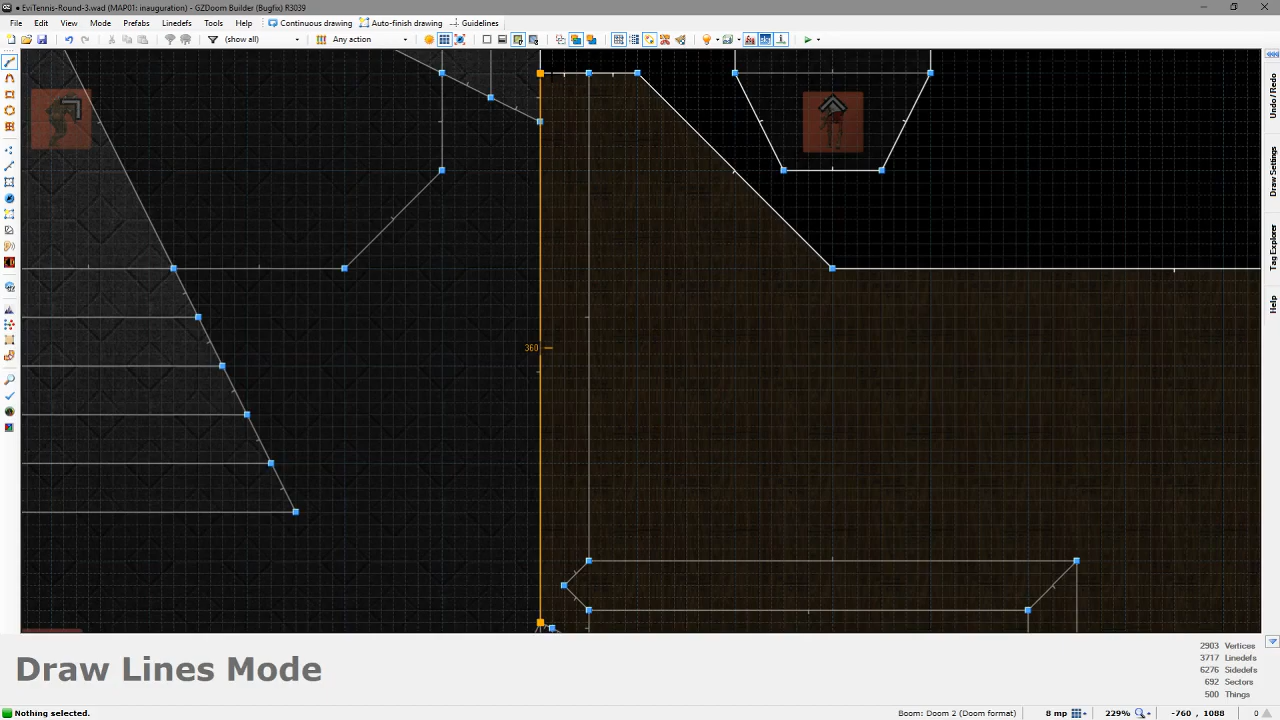 • EviTennis-Round-3.wad (MAP01: inauguration) - GZDoom Builder (Bugfix) R3039
File Edit View Mode Prefabs Linedefs Tools Help Continuous drawing Auto-finish drawing Guidelines
(show all) Any action
Undo / Redo
Draw Settings
Tag Explorer
Help
360
Draw Lines Mode
2903 Vertices
3717 Linedefs
6276 Sidedefs
692 Sectors
500 Things
Nothing selected.
Boom: Doom 2 (Doom format) 8 mp 229% -760 , 1088 0